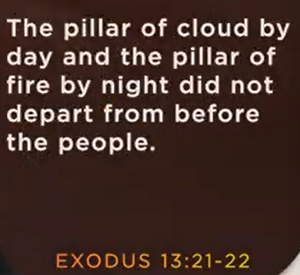 The pillar of cloud by
day and the pillar of
fire by night did not
depart from before
the people.
EXODUS 13:21-22